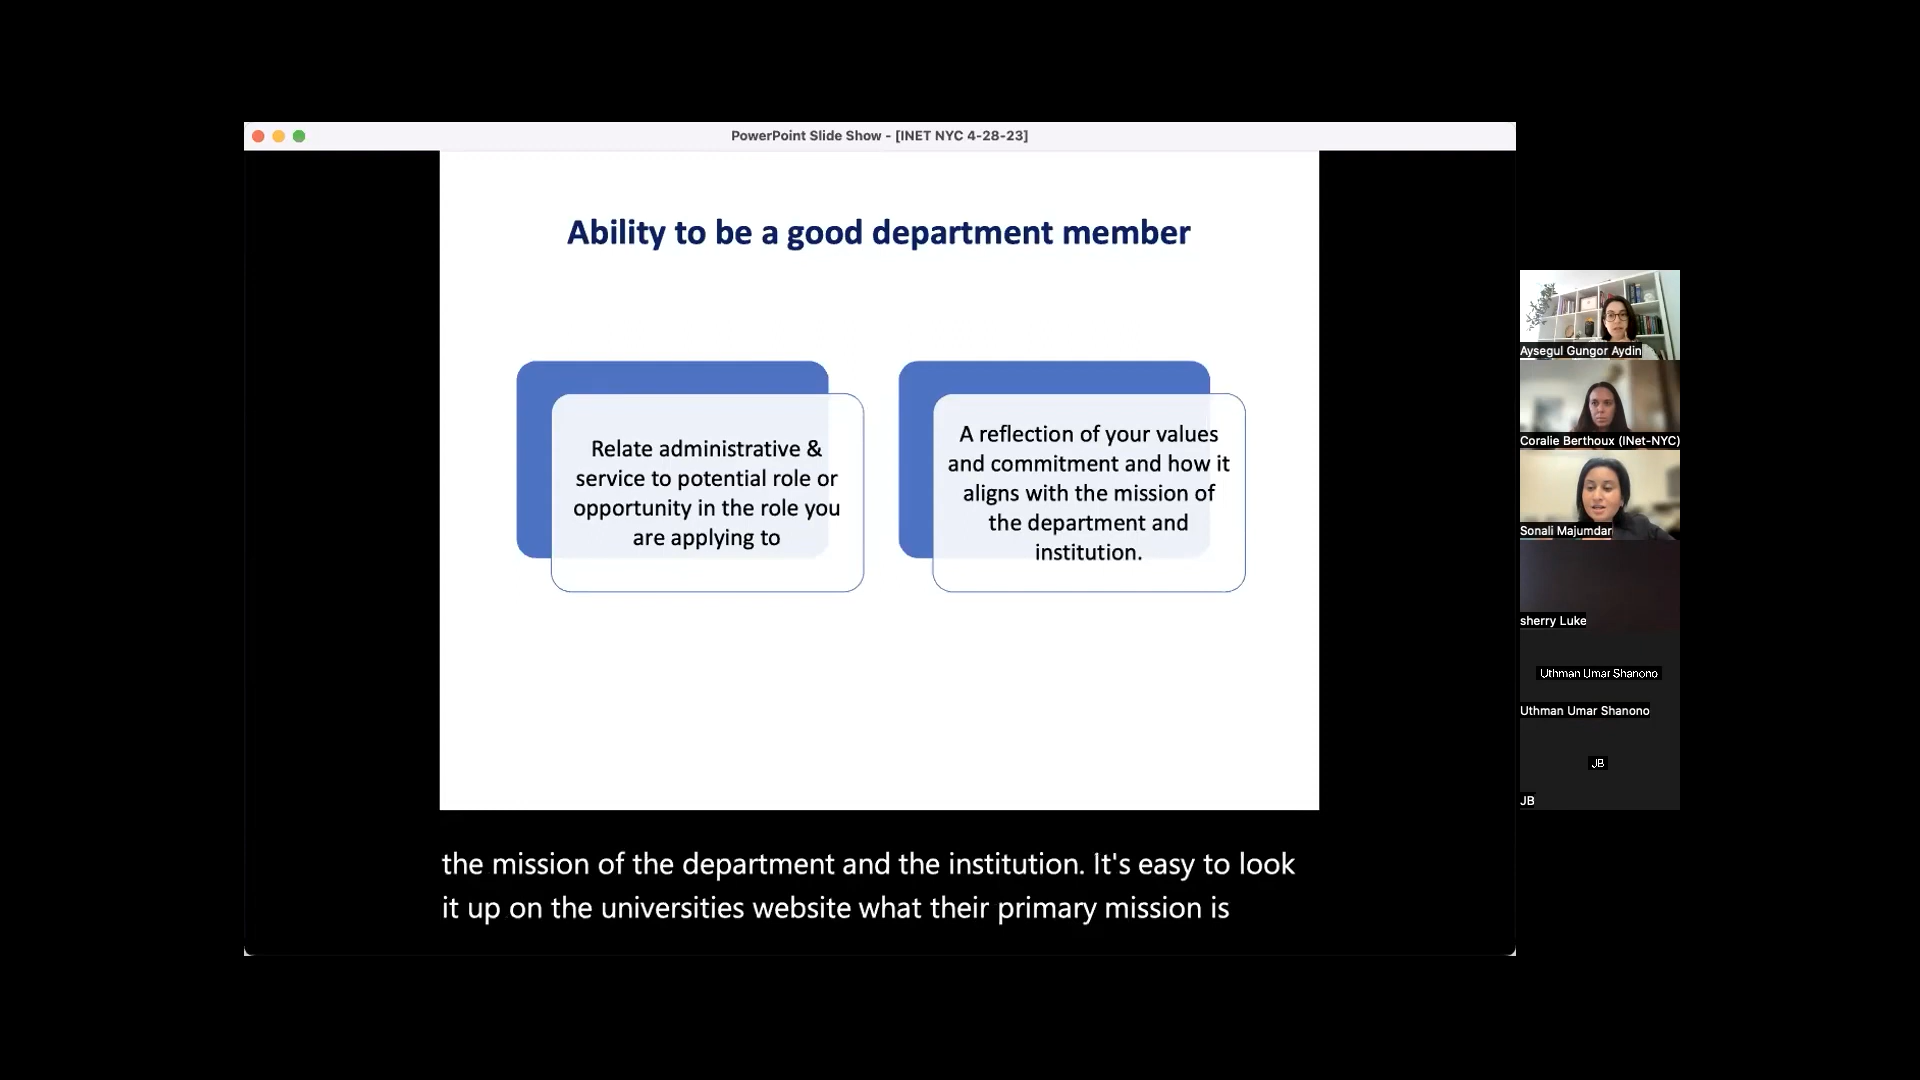 PowerPoint Slide Show - [INET NYC 4-28-23]
Ability to be a good department member
Relate administrative &
service to potential role or
opportunity in the role you
are applying to
A reflection of your values
and commitment and how it
aligns with the mission of
the department and
institution.
the mission of the department and the institution. It's easy to look
it up on the universities website what their primary mission is
Aysegul Gungor Aydin
Coralie Berthoux (INet-NYC)
Sonali Majumdar
sherry Luke
Uthman Umar Shanono
Uthman Umar Shanono
JB
JB